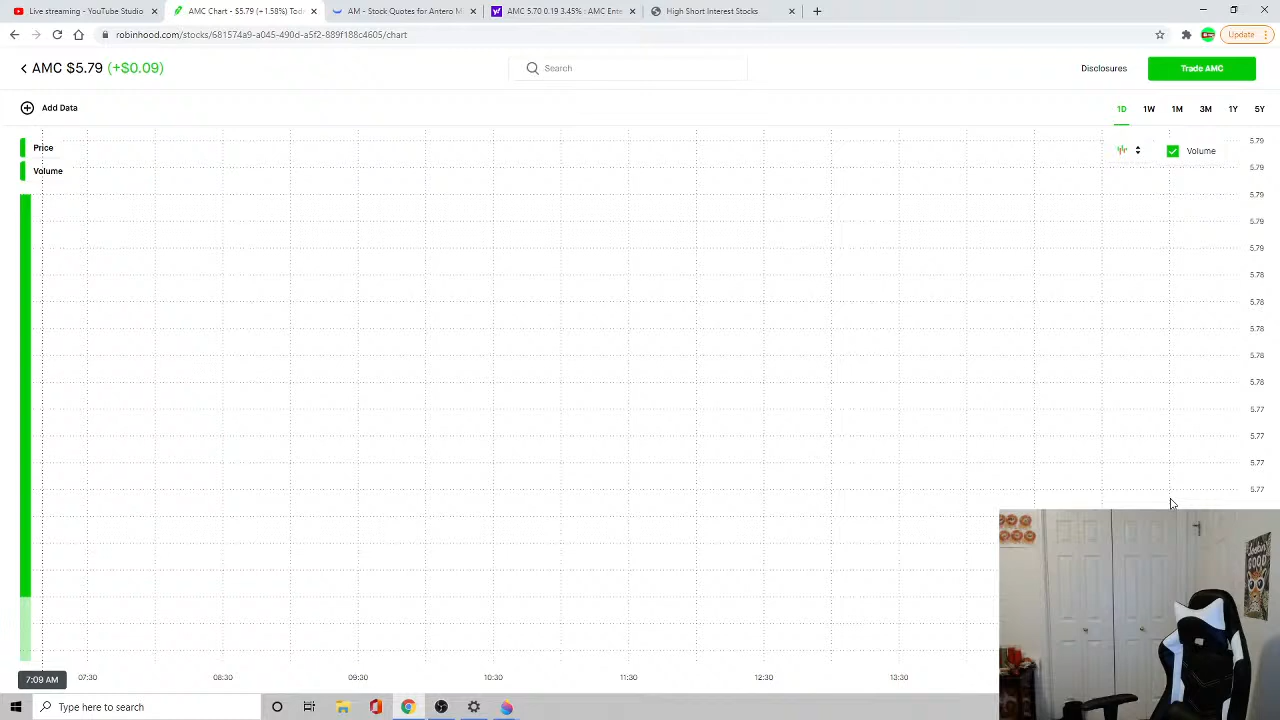 Live streaming - YouTube Studio
AMC Chart - $5.79 (+1.58%) Toda
AM - Stock Quotes for Antero M
AMC 5.70 0.19 3.45% : AMC Ente
High Short Interest Stocks
robinhood.com/stocks/681574a9-a045-490d-a5f2-889f188c4605/chart
Update
AMC $5.79 (+$0.09)
Search
Disclosures
Trade AMC
Add Data
1D 1W 1M 3M 1Y 5Y
Price
Volume
Volume
5.79
5.79
5.79
5.79
5.79
5.78
5.78
5.78
5.78
5.78
5.77
5.77
5.77
5.77
GOOD
7:09 AM
07:30 08:30 09:30 10:30 11:30 12:30 13:30
Type here to search